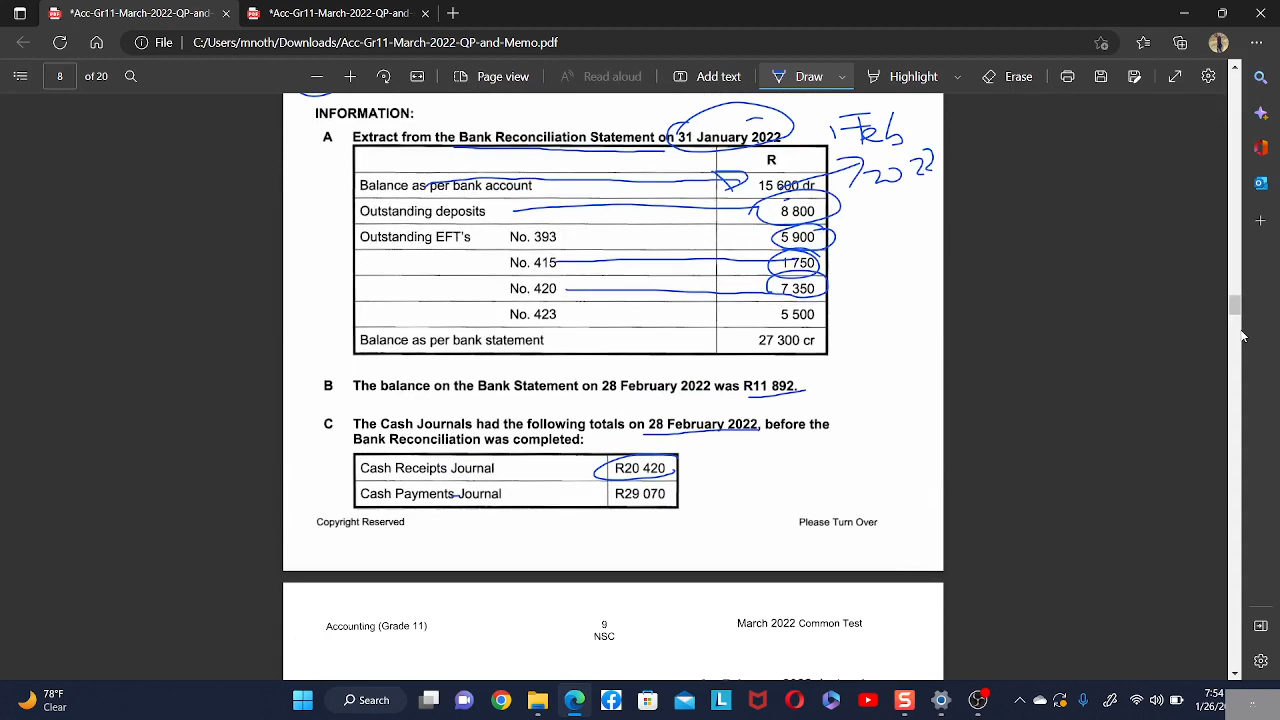 *Acc-Gr11-March-2022-QP-and-
*Acc-Gr11-March-2022-QP-and-
File C:/Users/mnoth/Downloads/Acc-Gr11-March-2022-QP-and-Memo.pdf
8 of 20 Page view Read aloud Add text Draw Highlight Erase
INFORMATION:
A Extract from the Bank Reconciliation Statement on 31 January 2022
1 Feb
2022
R
Balance as per bank account 15 600 dr
Outstanding deposits 8 800
Outstanding EFT's No. 393 5 900
No. 415 1 750
No. 420 7 350
No. 423 5 500
Balance as per bank statement 27 300 cr
B The balance on the Bank Statement on 28 February 2022 was R11 892.
C The Cash Journals had the following totals on 28 February 2022, before the
Bank Reconciliation was completed:
Cash Receipts Journal R20 420
Cash Payments Journal R29 070
Copyright Reserved Please Turn Over
Accounting (Grade 11) 9 March 2022 Common Test
NSC
78°F
Clear
Search
7:54